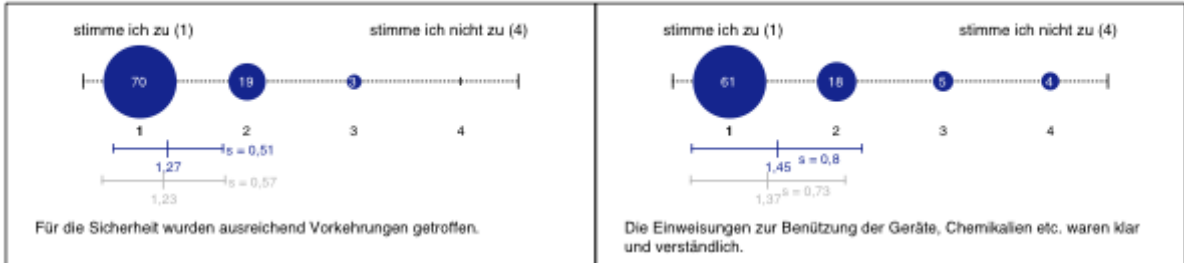 stimme ich zu (1) stimme ich nicht zu (4)
70 19 3
1 2 3 4
s = 0,51
1,27
s = 0,57
1,23
Für die Sicherheit wurden ausreichend Vorkehrungen getroffen.
stimme ich zu (1) stimme ich nicht zu (4)
61 18 5 4
1 2 3 4
1,45 s = 0,8
1,37 s = 0,73
Die Einweisungen zur Benützung der Geräte, Chemikalien etc. waren klar
und verständlich.